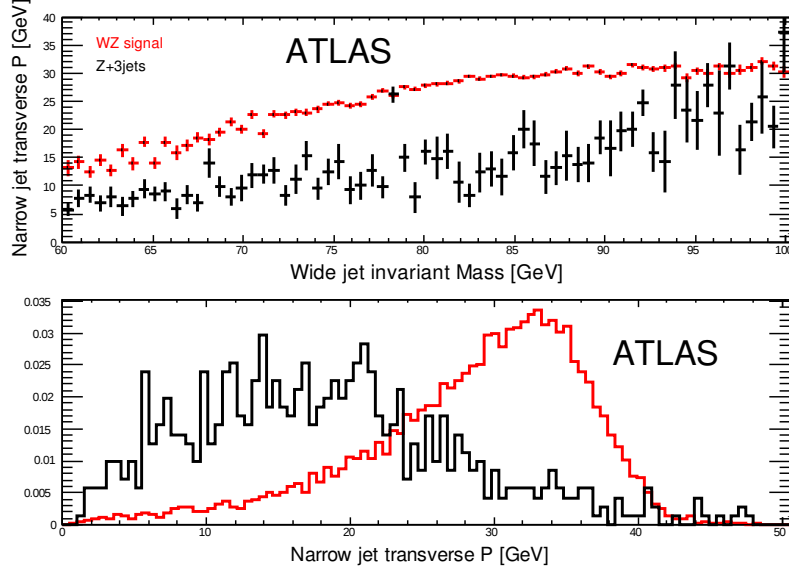 Narrow jet transverse P [GeV]
40
35
30
25
20
15
10
5
0
WZ signal
Z+3jets
ATLAS
60 65 70 75 80 85 90 95 100
Wide jet invariant Mass [GeV]
0.035
0.03
0.025
0.02
0.015
0.01
0.005
0
ATLAS
0 10 20 30 40 50
Narrow jet transverse P [GeV]